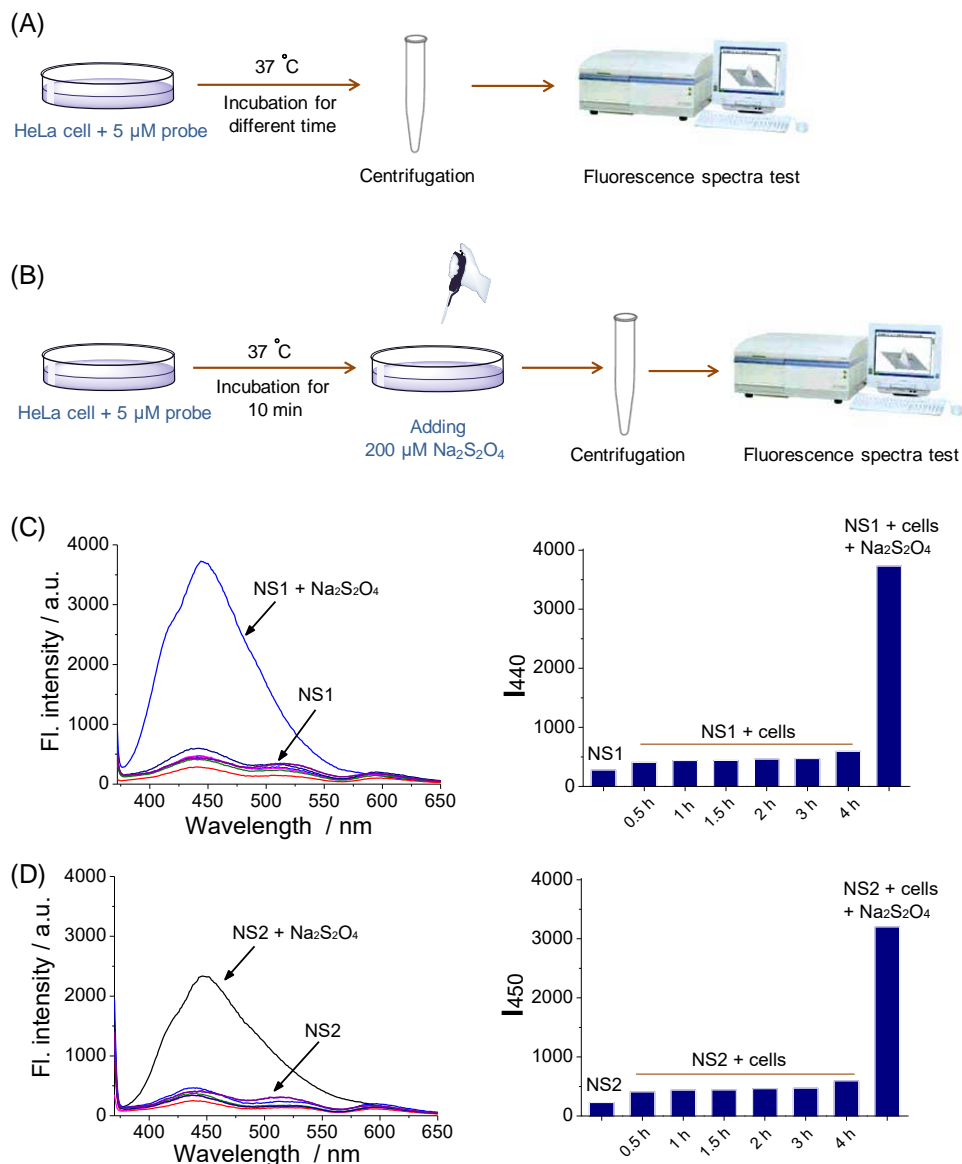 (A)
37 °C
Incubation for
different time
HeLa cell + 5 µM probe
Centrifugation
Fluorescence spectra test
(B)
37 °C
Incubation for
10 min
HeLa cell + 5 µM probe
Adding
200 µM Na₂S₂O₄
Centrifugation
Fluorescence spectra test
(C)
Fl. intensity / a.u.
4000
3000
2000
1000
0
NS1 + Na₂S₂O₄
NS1
400 450 500 550 600 650
Wavelength / nm
I440
4000
3000
2000
1000
0
NS1 + cells
+ Na₂S₂O₄
NS1 + cells
NS1
0.5 h 1 h 1.5 h 2 h 3 h 4 h
(D)
Fl. intensity / a.u.
4000
3000
2000
1000
0
NS2 + Na₂S₂O₄
NS2
400 450 500 550 600 650
Wavelength / nm
I450
4000
3000
2000
1000
0
NS2 + cells
+ Na₂S₂O₄
NS2 + cells
NS2
0.5 h 1 h 1.5 h 2 h 3 h 4 h